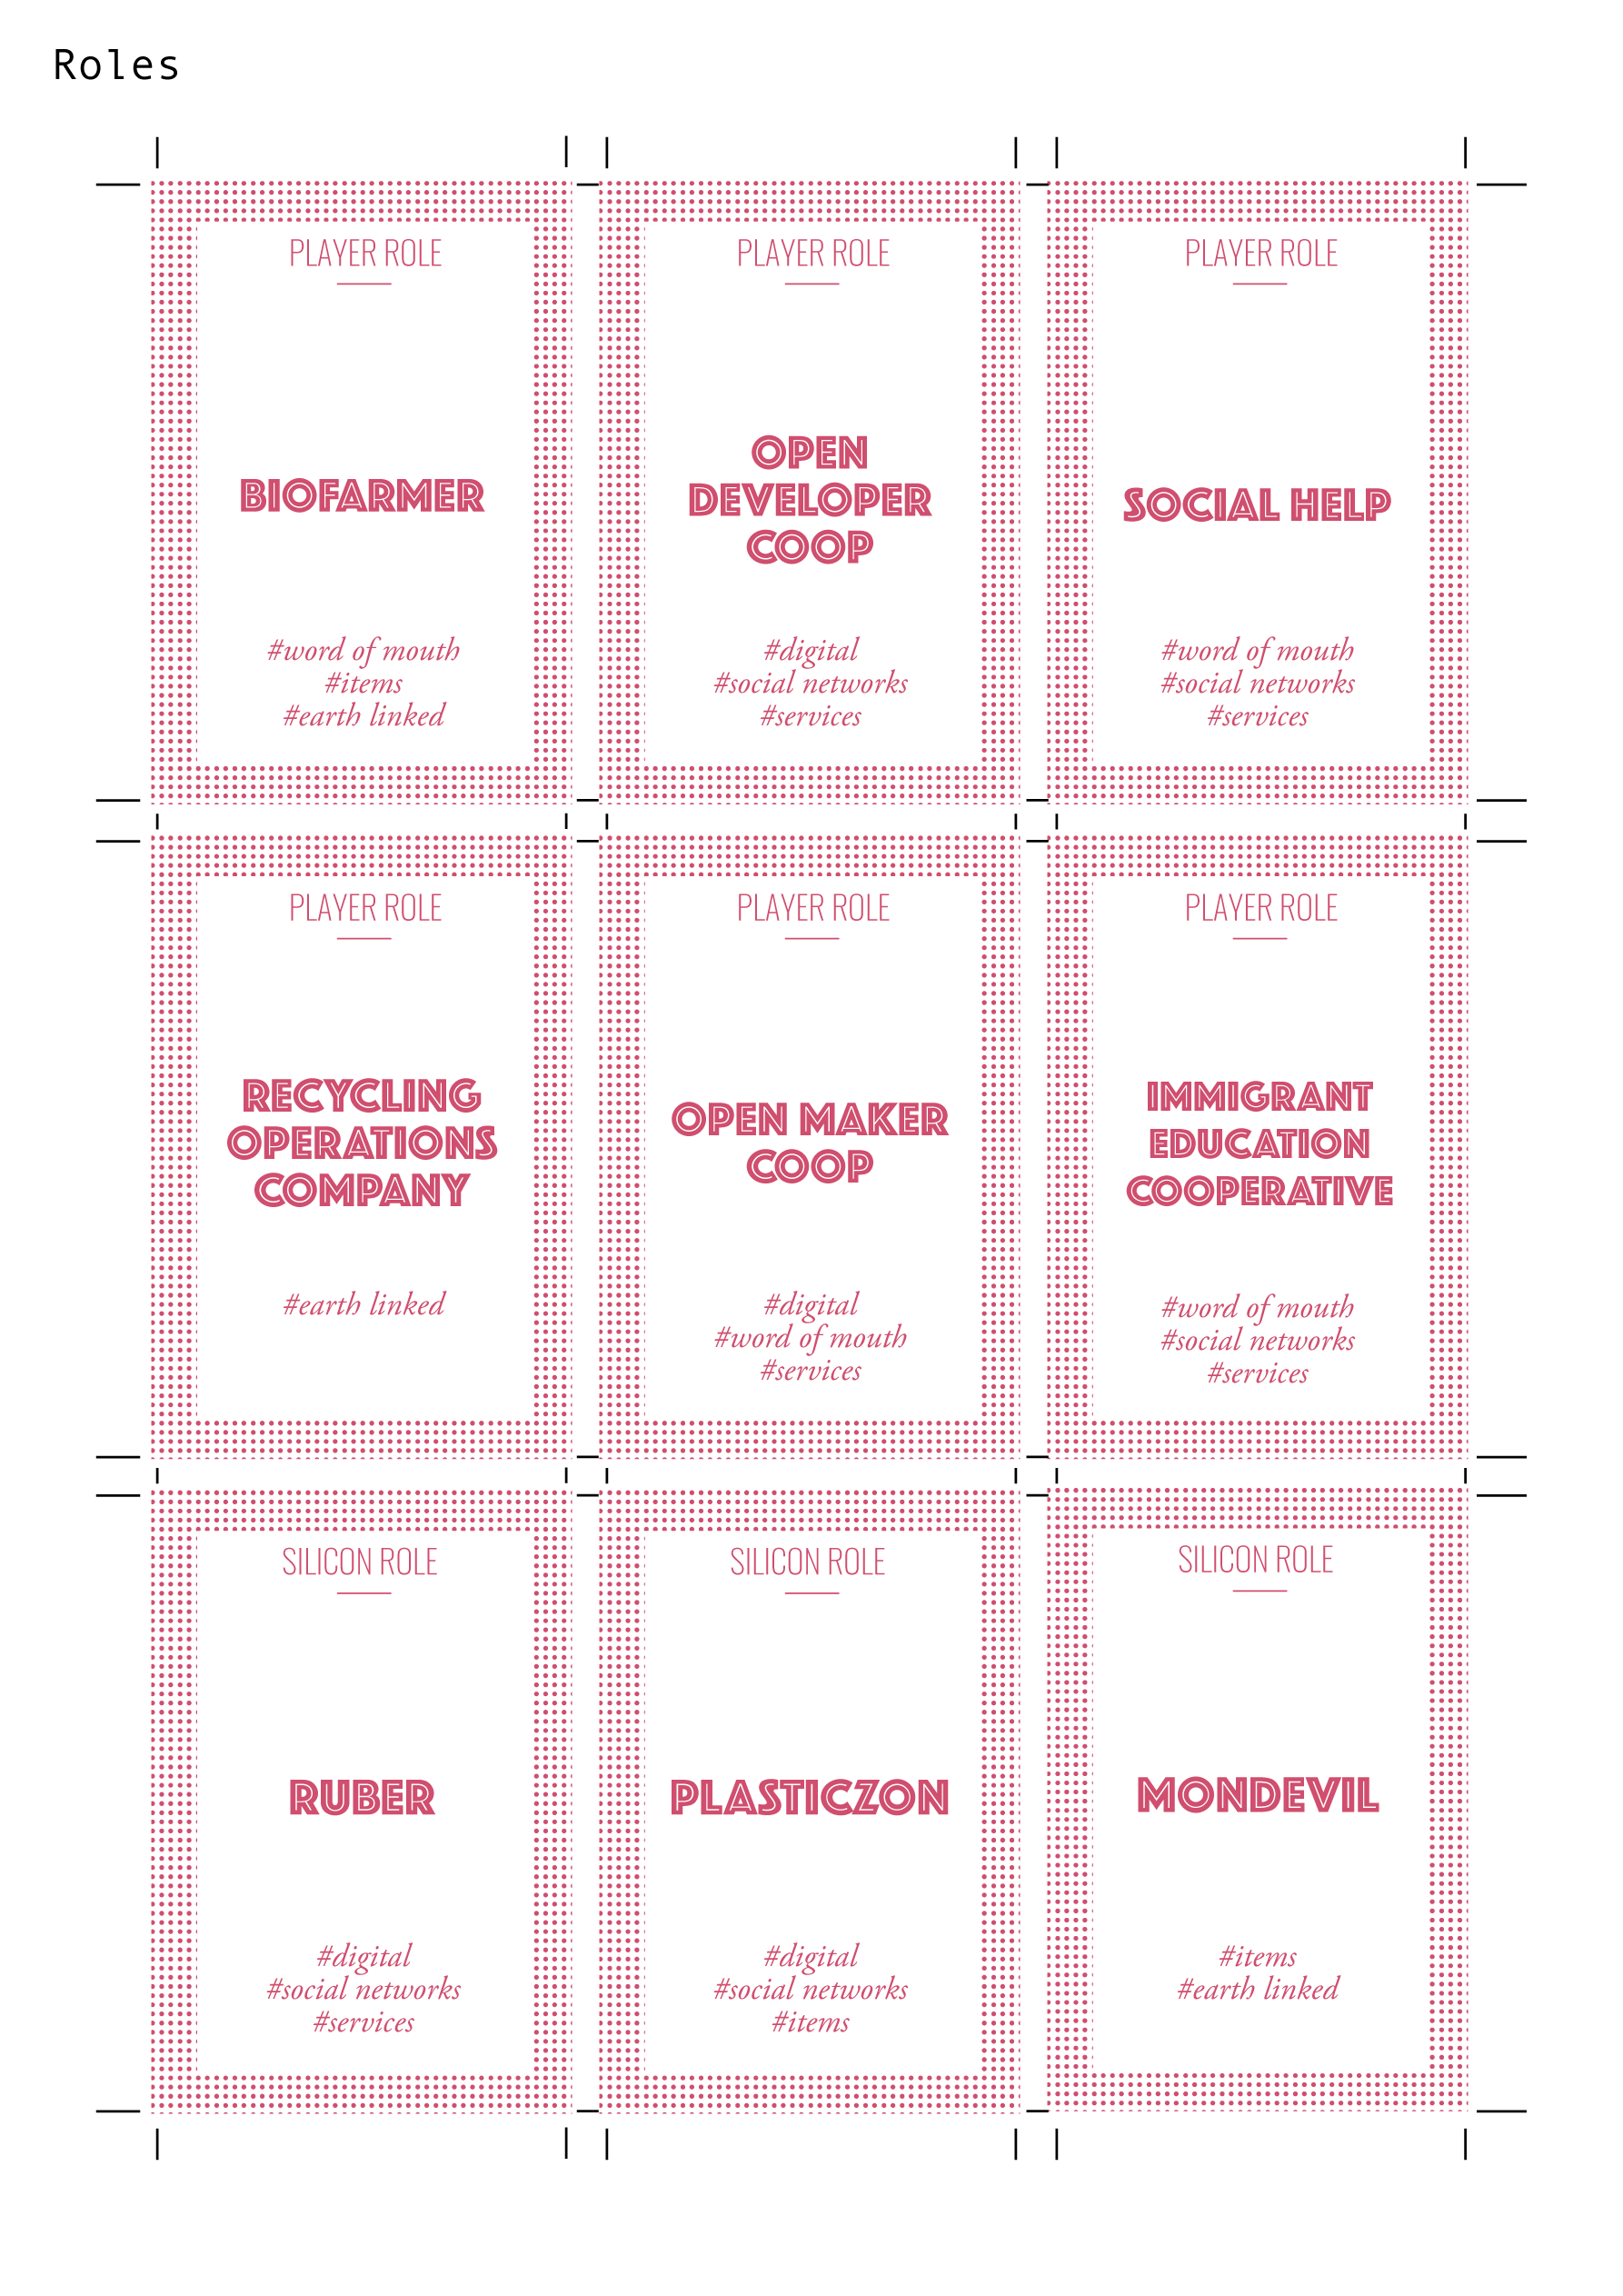 Roles
PLAYER ROLE
BIOFARMER
#word of mouth
#items
#earth linked
PLAYER ROLE
OPEN
DEVELOPER
COOP
#digital
#social networks
#services
PLAYER ROLE
SOCIAL HELP
#word of mouth
#social networks
#services
PLAYER ROLE
RECYCLING
OPERATIONS
COMPANY
#earth linked
PLAYER ROLE
OPEN MAKER
COOP
#digital
#word of mouth
#services
PLAYER ROLE
IMMIGRANT
EDUCATION
COOPERATIVE
#word of mouth
#social networks
#services
SILICON ROLE
RUBER
#digital
#social networks
#services
SILICON ROLE
PLASTICZON
#digital
#social networks
#items
SILICON ROLE
MONDEVIL
#items
#earth linked